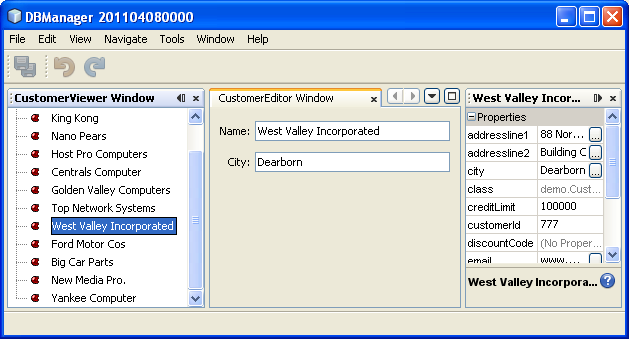 DBManager 201104080000
File Edit View Navigate Tools Window Help
CustomerViewer Window
King Kong
Nano Pears
Host Pro Computers
Centrals Computer
Golden Valley Computers
Top Network Systems
West Valley Incorporated
Ford Motor Cos
Big Car Parts
New Media Pro.
Yankee Computer
CustomerEditor Window
Name: West Valley Incorporated
City: Dearborn
West Valley Incor...
Properties
addressline1 88 Nor... ...
addressline2 Building C ...
city Dearborn ...
class demo.Cust...
creditLimit 100000
customerId 777
discountCode (No Proper...
email www.... ...
West Valley Incorpora...